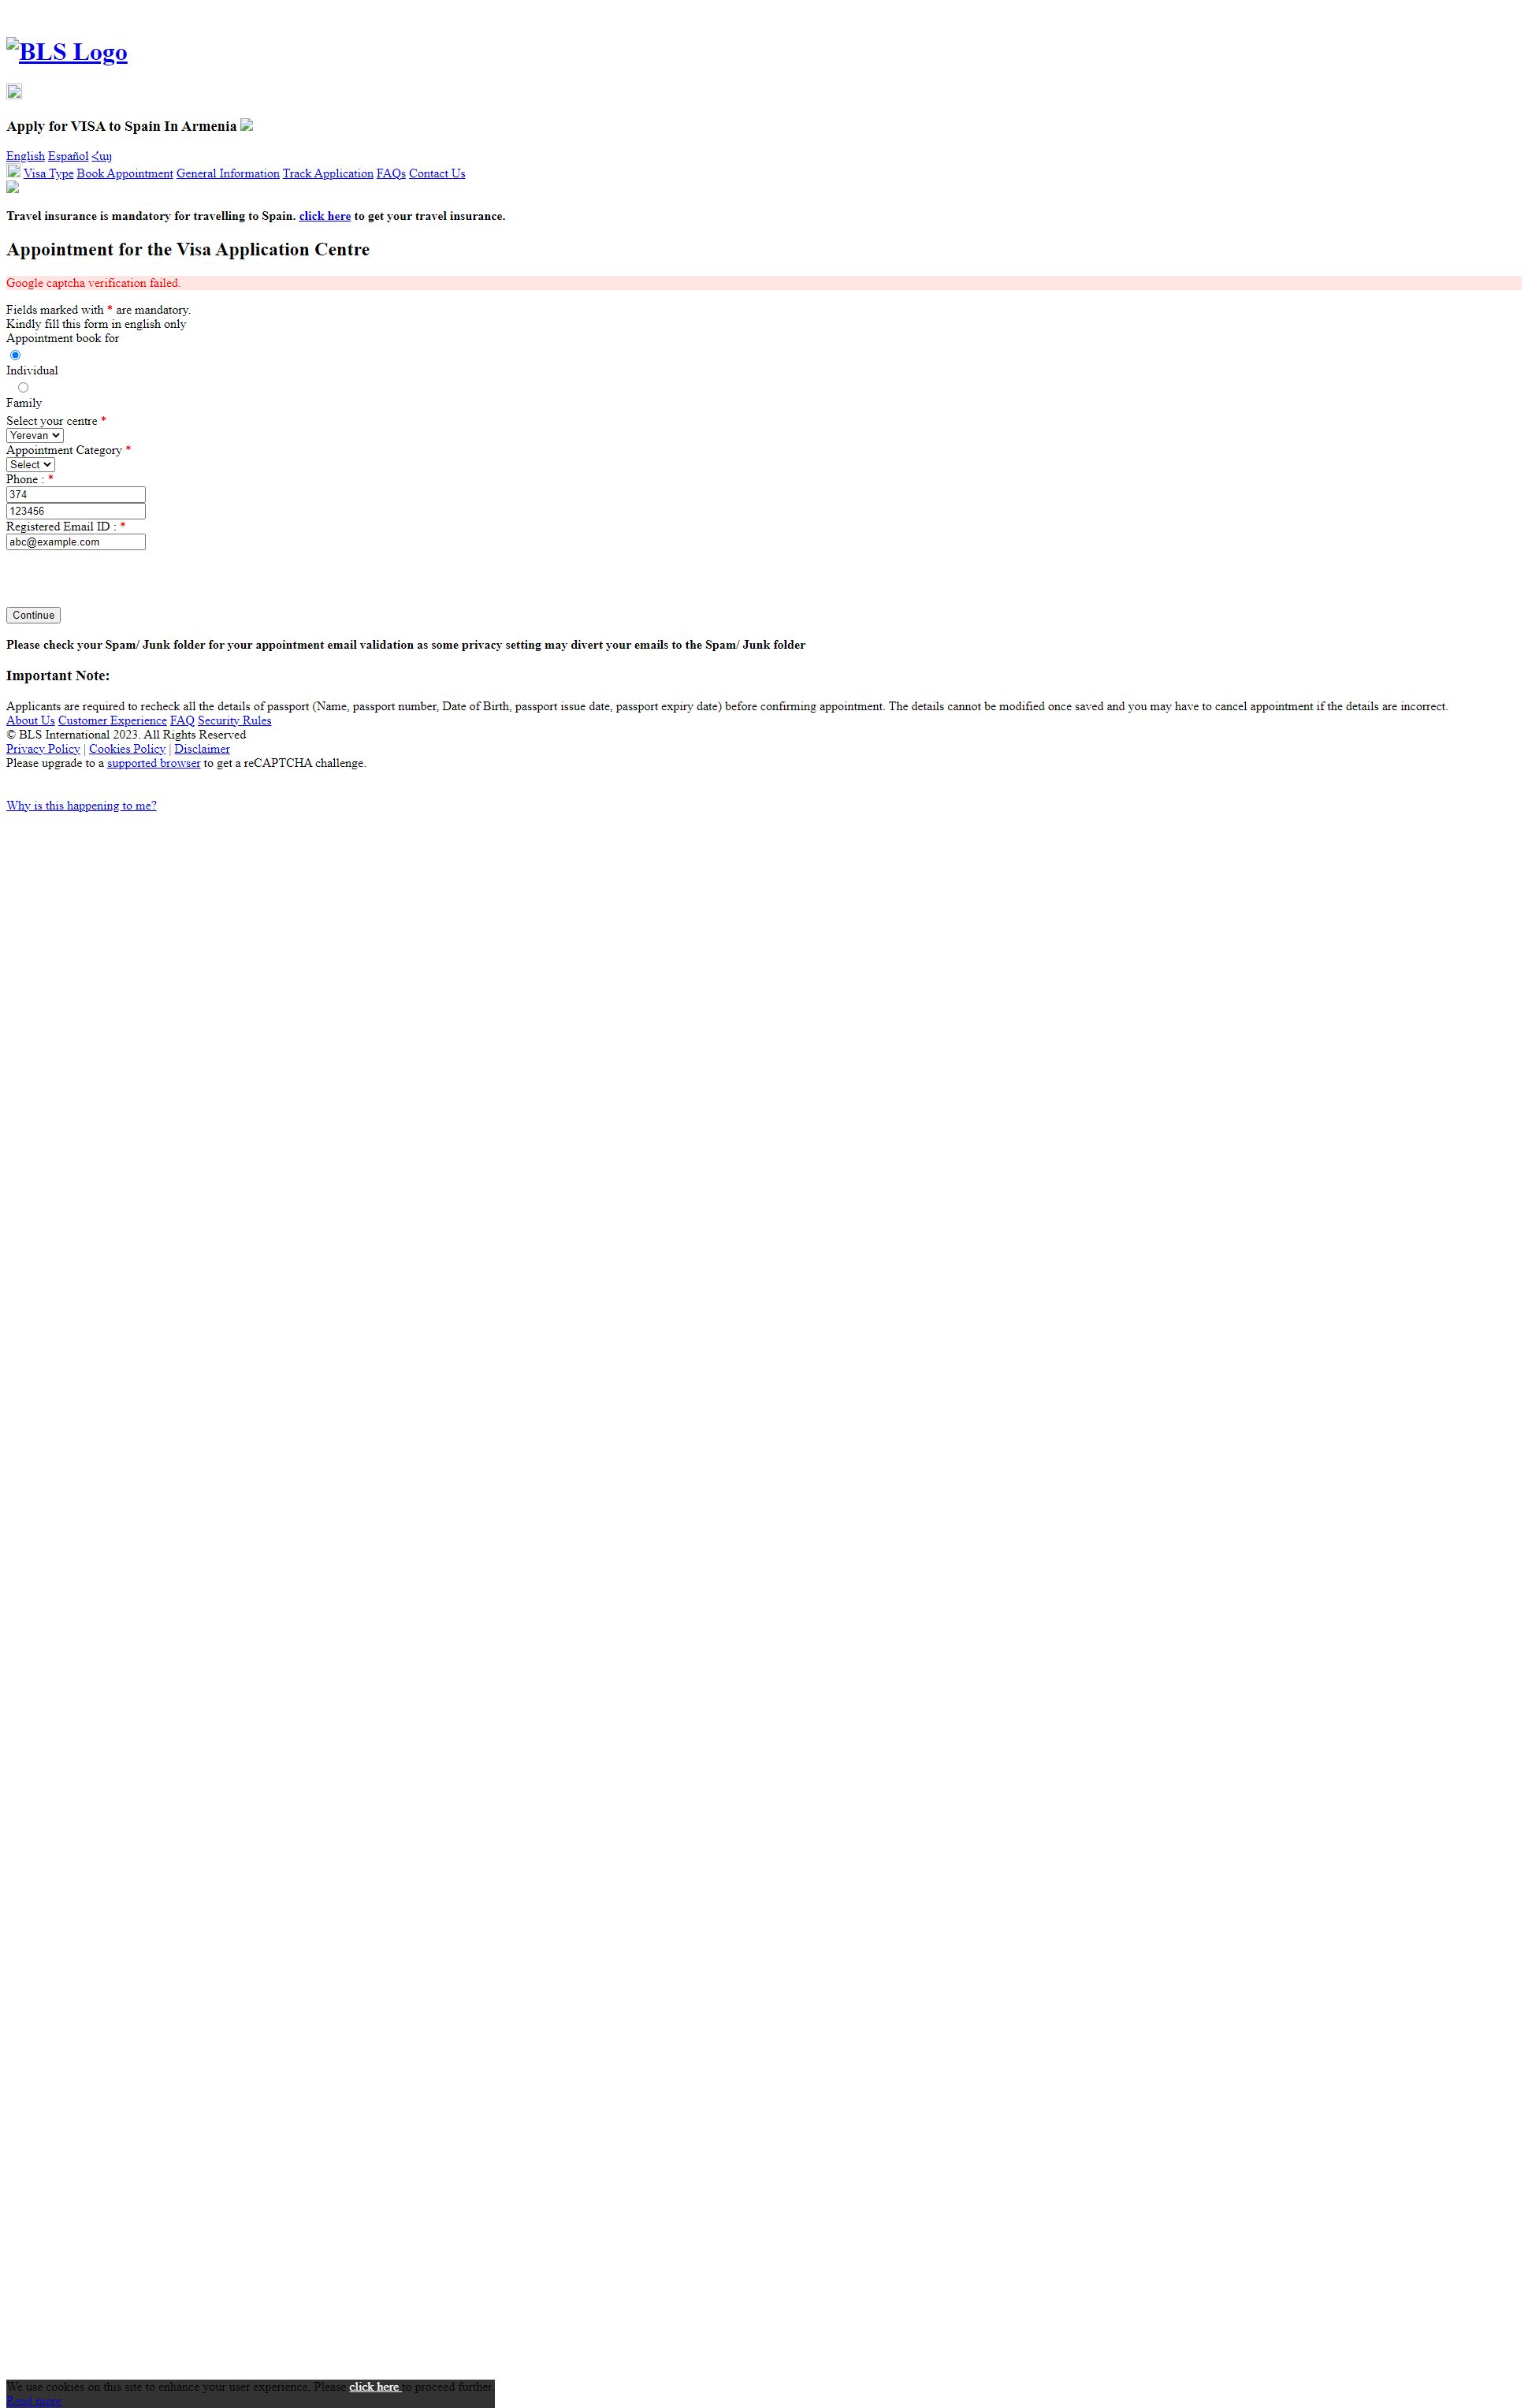 BLS Logo
Apply for VISA to Spain In Armenia
English Español Հայ
Visa Type Book Appointment General Information Track Application FAQs Contact Us
Travel insurance is mandatory for travelling to Spain. click here to get your travel insurance.
Appointment for the Visa Application Centre
Google captcha verification failed.
Fields marked with * are mandatory.
Kindly fill this form in english only
Appointment book for
Individual
Family
Select your centre *
Yerevan
Appointment Category *
Select
Phone : *
374
123456
Registered Email ID : *
abc@example.com
Continue
Please check your Spam/ Junk folder for your appointment email validation as some privacy setting may divert your emails to the Spam/ Junk folder
Important Note:
Applicants are required to recheck all the details of passport (Name, passport number, Date of Birth, passport issue date, passport expiry date) before confirming appointment. The details cannot be modified once saved and you may have to cancel appointment if the details are incorrect.
About Us Customer Experience FAQ Security Rules
© BLS International 2023. All Rights Reserved
Privacy Policy | Cookies Policy | Disclaimer
Please upgrade to a supported browser to get a reCAPTCHA challenge.
Why is this happening to me?
We use cookies on this site to enhance your user experience, Please click here to proceed further.
Read more